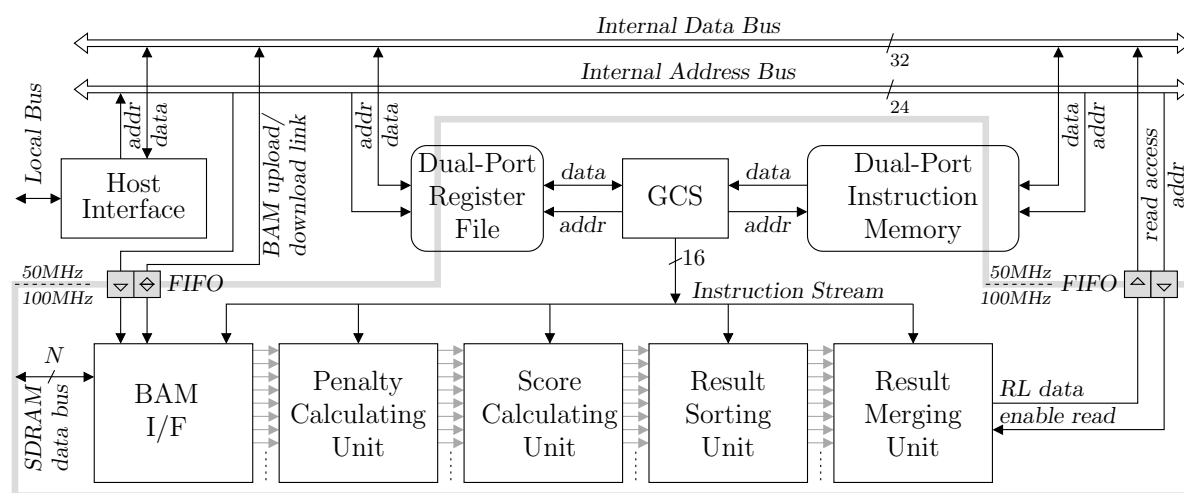 Internal Data Bus
32
Internal Address Bus
24
Local Bus
addr
data
BAM upload/
download link
addr
data
data
addr
read access
addr
Host
Interface
Dual-Port
Register
File
data
addr
GCS
data
addr
Dual-Port
Instruction
Memory
16
50MHz
100MHz
FIFO
Instruction Stream
50MHz
100MHz
FIFO
N
SDRAM
data bus
BAM
I/F
Penalty
Calculating
Unit
Score
Calculating
Unit
Result
Sorting
Unit
Result
Merging
Unit
RL data
enable read